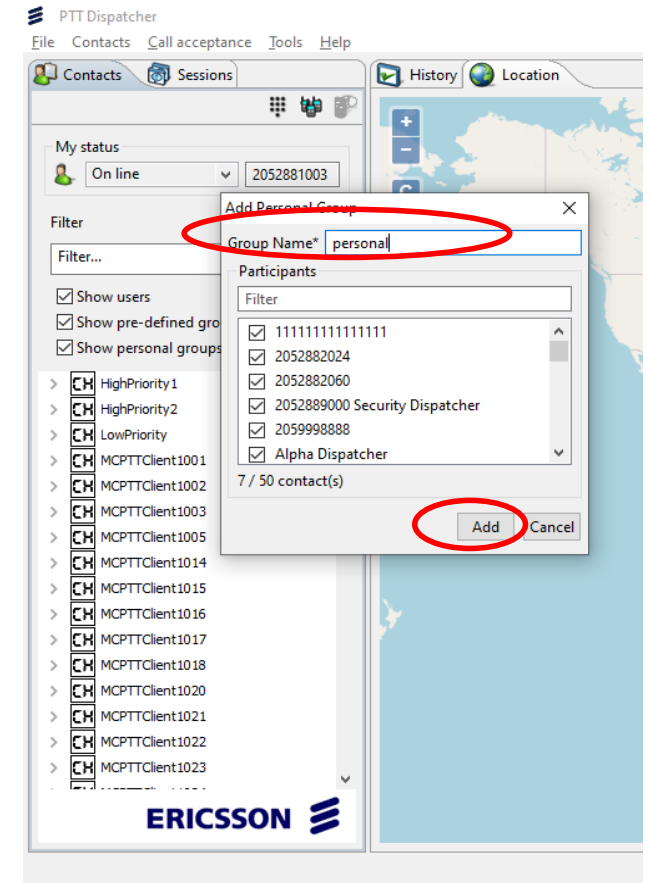 PTT Dispatcher
File Contacts Call acceptance Tools Help
Contacts Sessions
History Location
My status
On line 2052881003
Filter
Filter...
Show users
Show pre-defined gro
Show personal groups
Add Personal Group
Group Name* personal
Participants
Filter
111111111111111
2052882024
2052882060
2052889000 Security Dispatcher
2059998888
Alpha Dispatcher
7 / 50 contact(s)
Add Cancel
HighPriority1
HighPriority2
LowPriority
MCPTTClient1001
MCPTTClient1002
MCPTTClient1003
MCPTTClient1005
MCPTTClient1014
MCPTTClient1015
MCPTTClient1016
MCPTTClient1017
MCPTTClient1018
MCPTTClient1020
MCPTTClient1021
MCPTTClient1022
MCPTTClient1023
ERICSSON